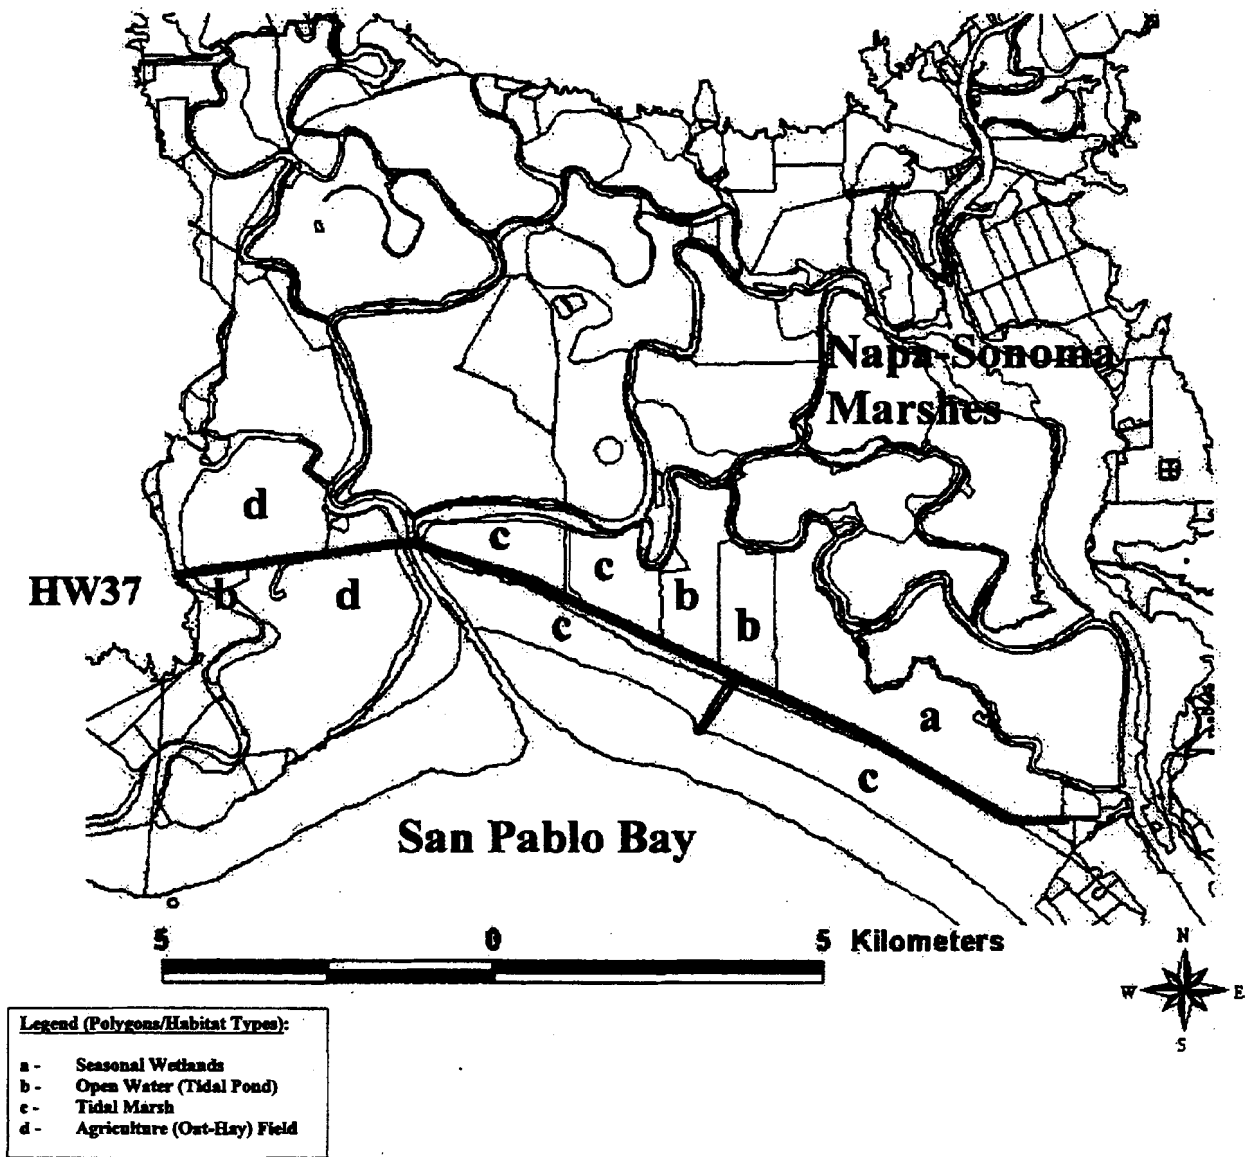 Napa-Sonoma
Marshes
d
c
c
HW37
b
d
b
c
b
a
c
San Pablo Bay
5 0 5 Kilometers
N
W E
S
Legend (Polygons/Habitat Types):
a - Seasonal Wetlands
b - Open Water (Tidal Pond)
c - Tidal Marsh
d - Agriculture (Oat-Hay) Field